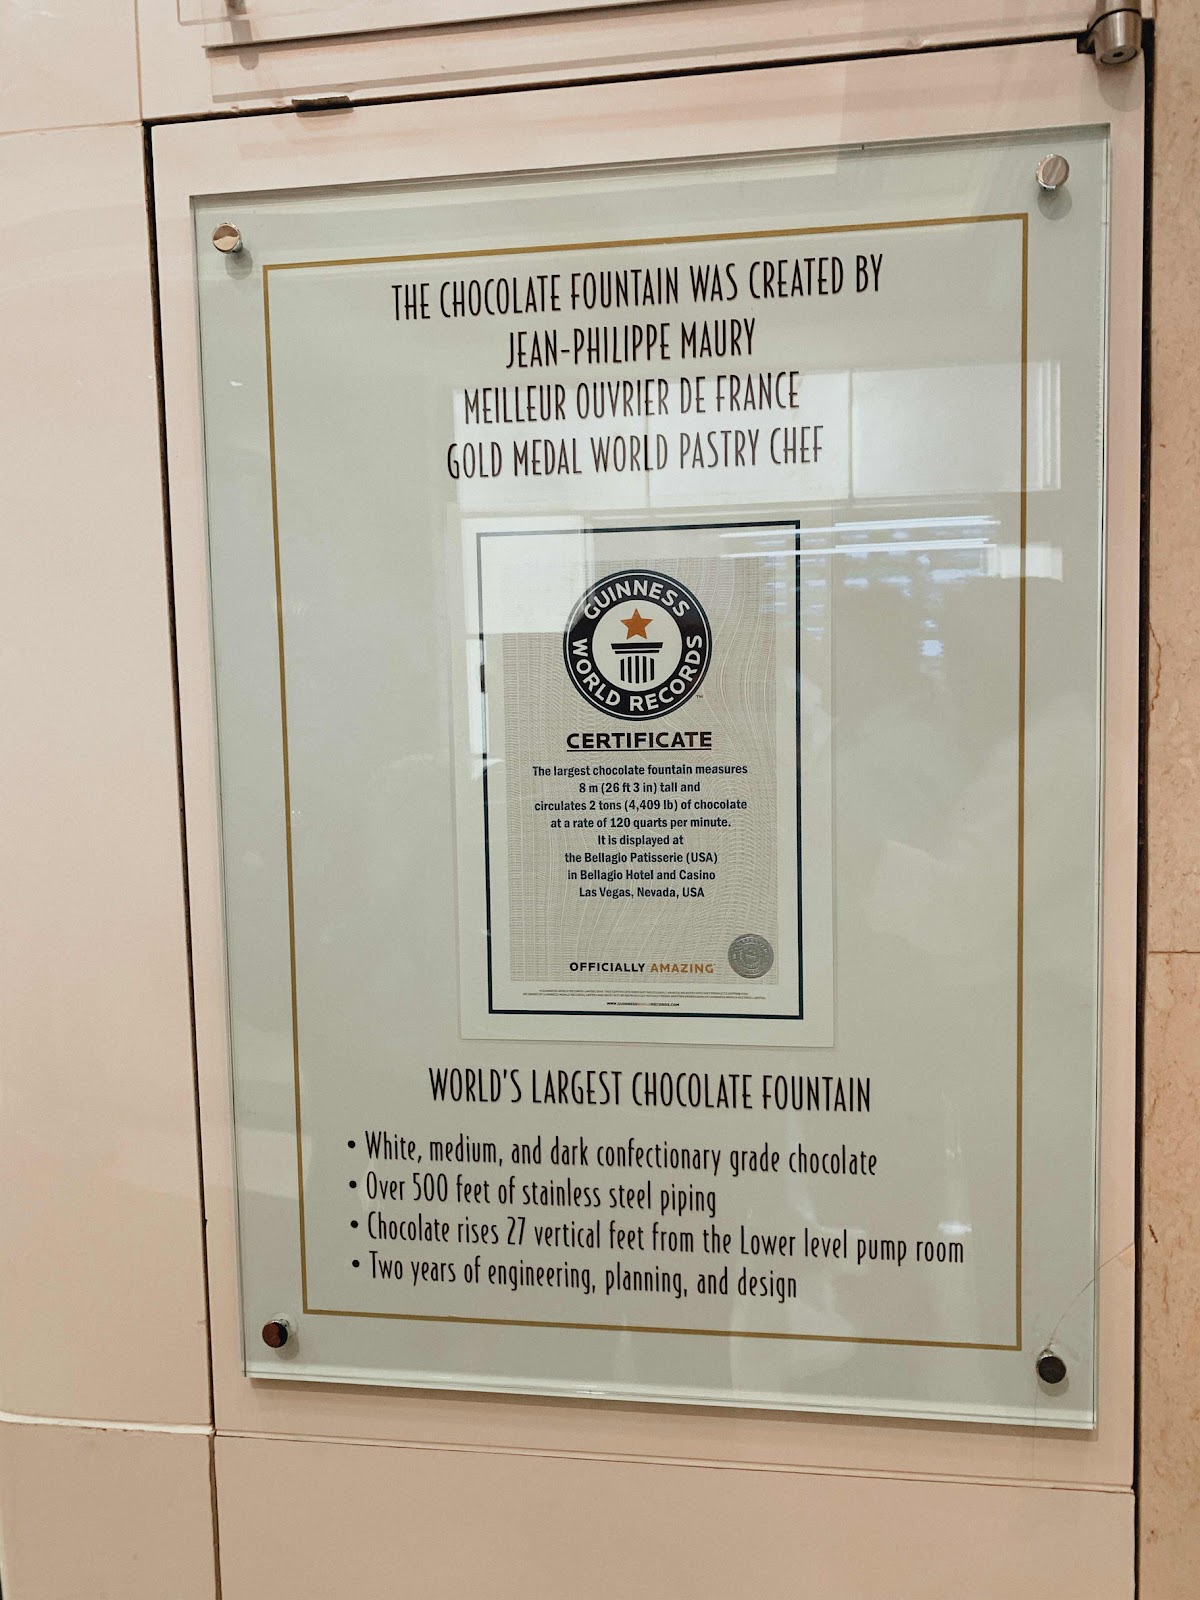 THE CHOCOLATE FOUNTAIN WAS CREATED BY
JEAN-PHILIPPE MAURY
MEILLEUR OUVRIER DE FRANCE
GOLD MEDAL WORLD PASTRY CHEF
GUINNESS
WORLD RECORDS
CERTIFICATE
The largest chocolate fountain measures
8 m (26 ft 3 in) tall and
circulates 2 tons (4,409 lb) of chocolate
at a rate of 120 quarts per minute.
It is displayed at
the Bellagio Patisserie (USA)
in Bellagio Hotel and Casino
Las Vegas, Nevada, USA
OFFICIALLY AMAZING
WWW.GUINNESSWORLDRECORDS.COM
WORLD'S LARGEST CHOCOLATE FOUNTAIN
• White, medium, and dark confectionary grade chocolate
• Over 500 feet of stainless steel piping
• Chocolate rises 27 vertical feet from the Lower level pump room
• Two years of engineering, planning, and design